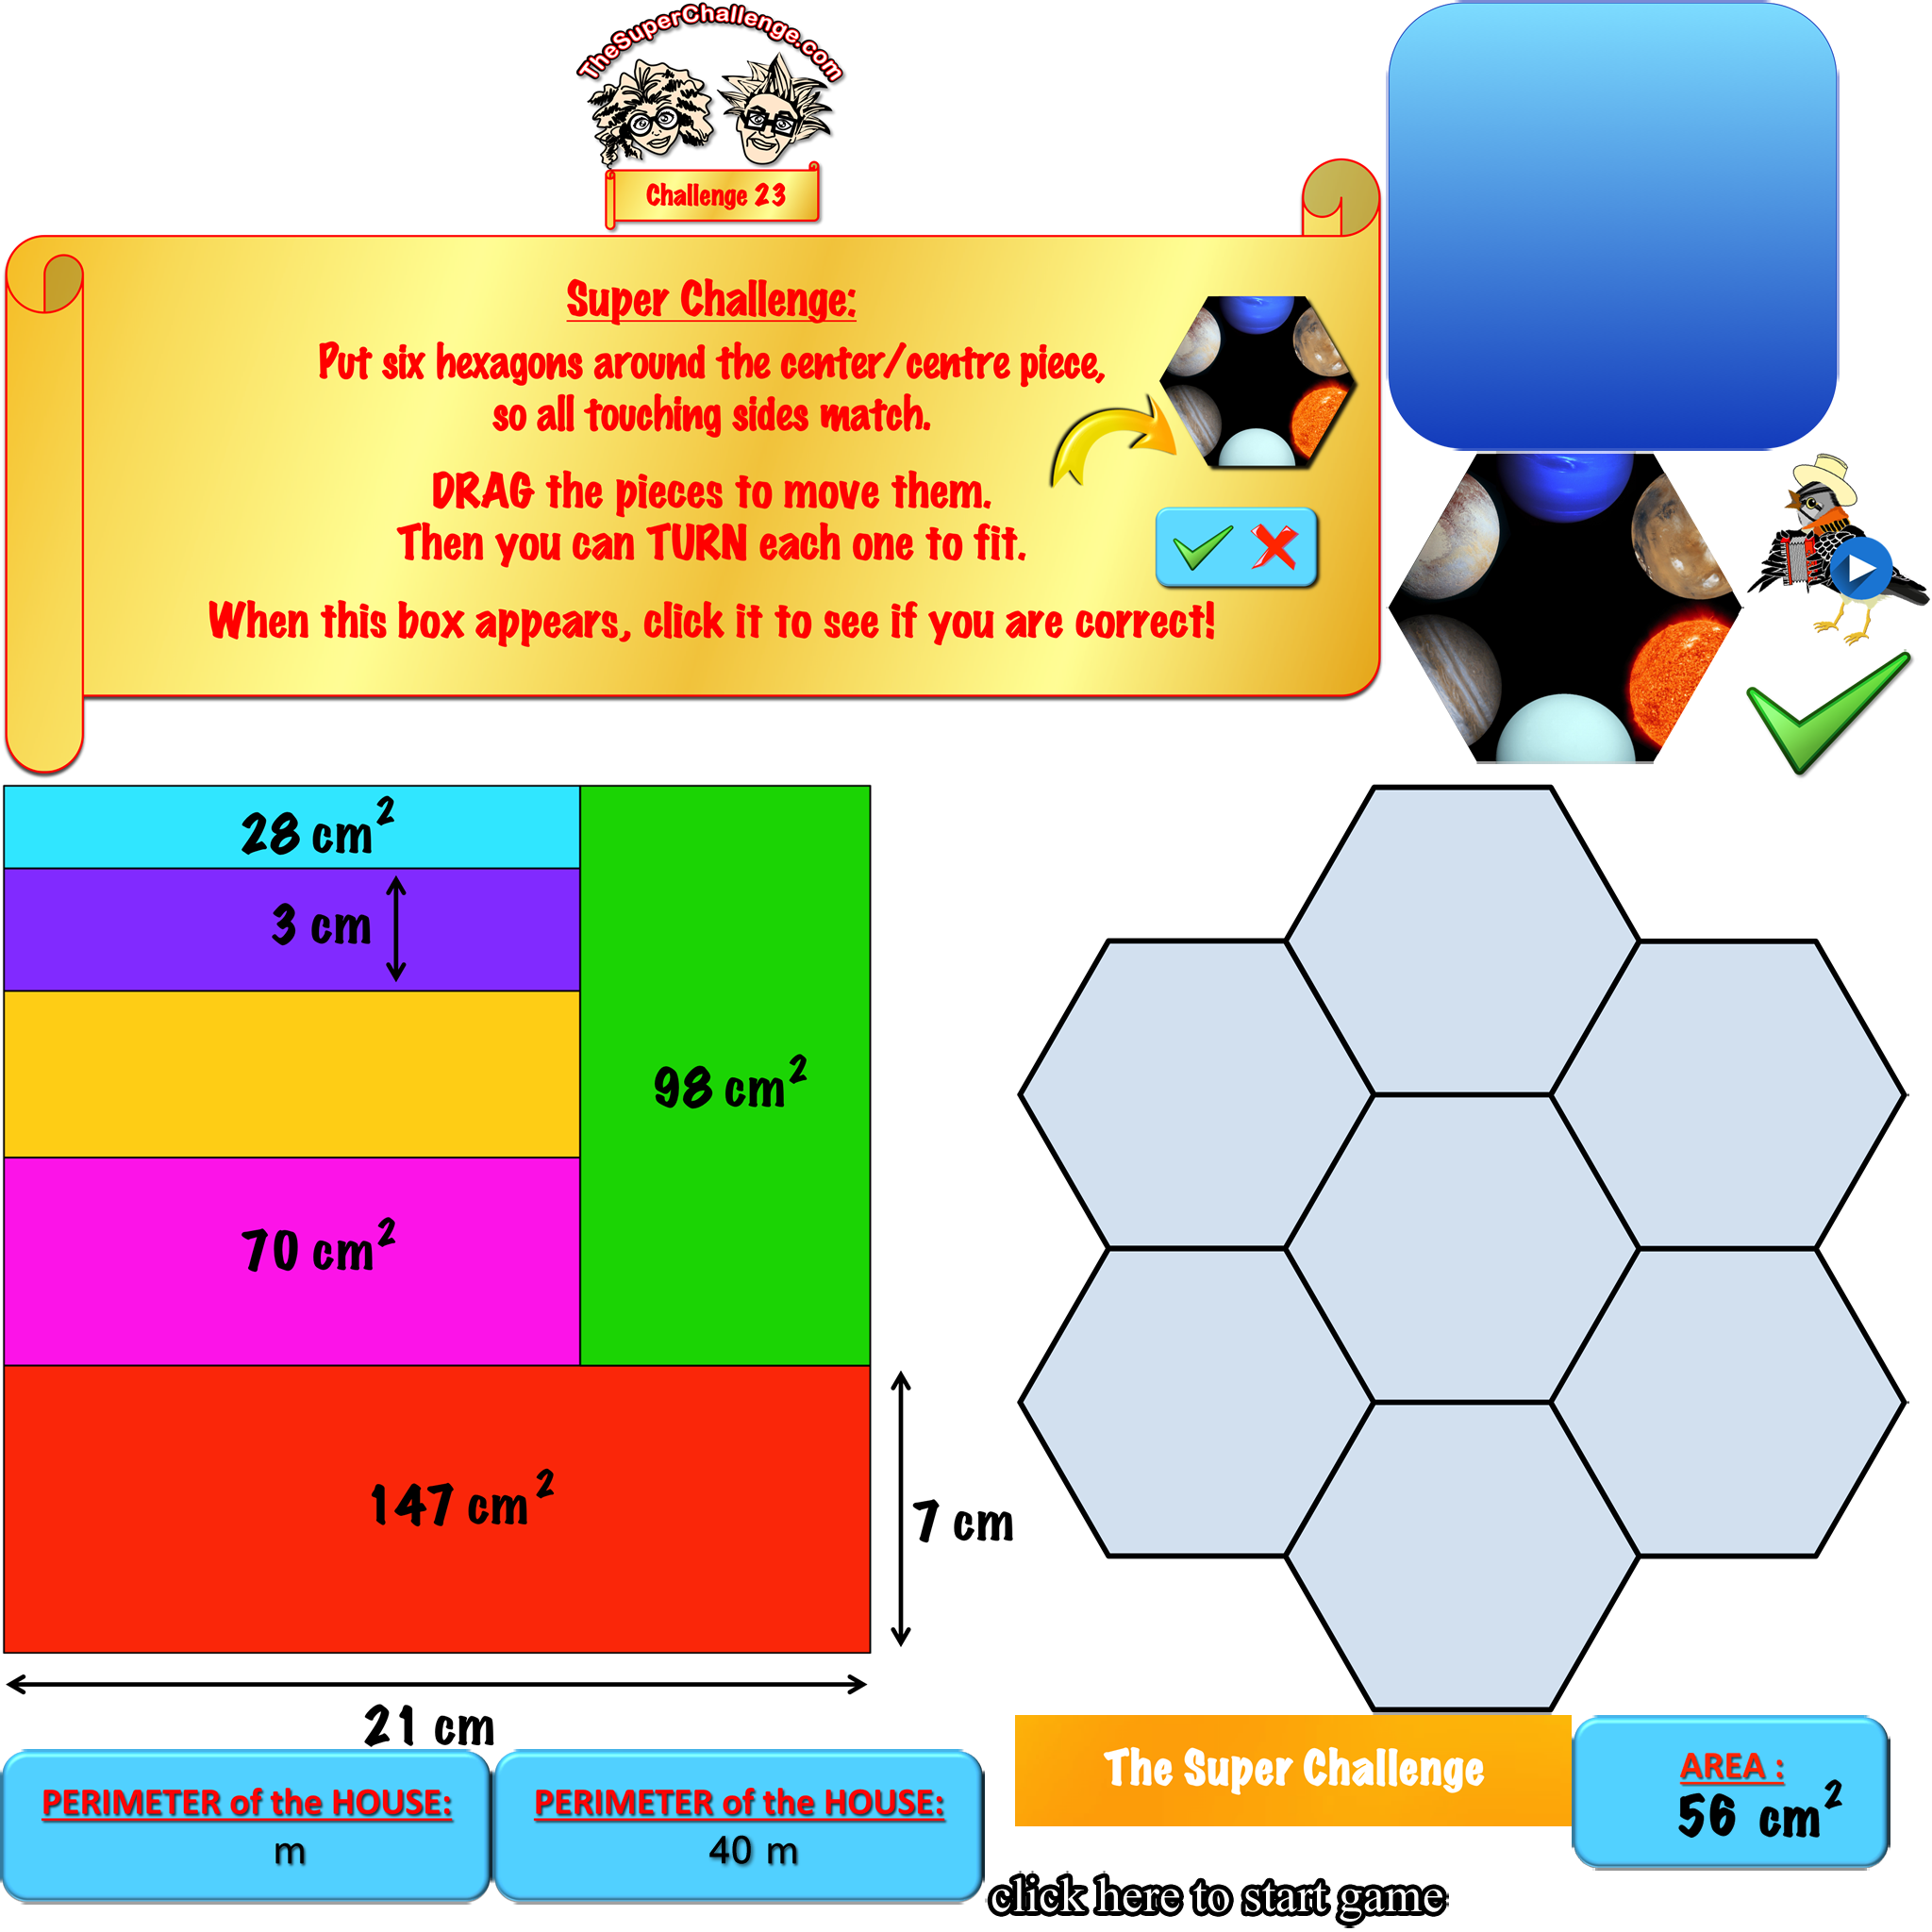 TheSuperChallenge.com
Challenge 23
Super Challenge:
Put six hexagons around the center/centre piece,
so all touching sides match.
DRAG the pieces to move them.
Then you can TURN each one to fit.
When this box appears, click it to see if you are correct!
28 cm²
3 cm
98 cm²
70 cm²
147 cm²
7 cm
21 cm
PERIMETER of the HOUSE:
m
PERIMETER of the HOUSE:
40 m
The Super Challenge
AREA :
56 cm²
click here to start game